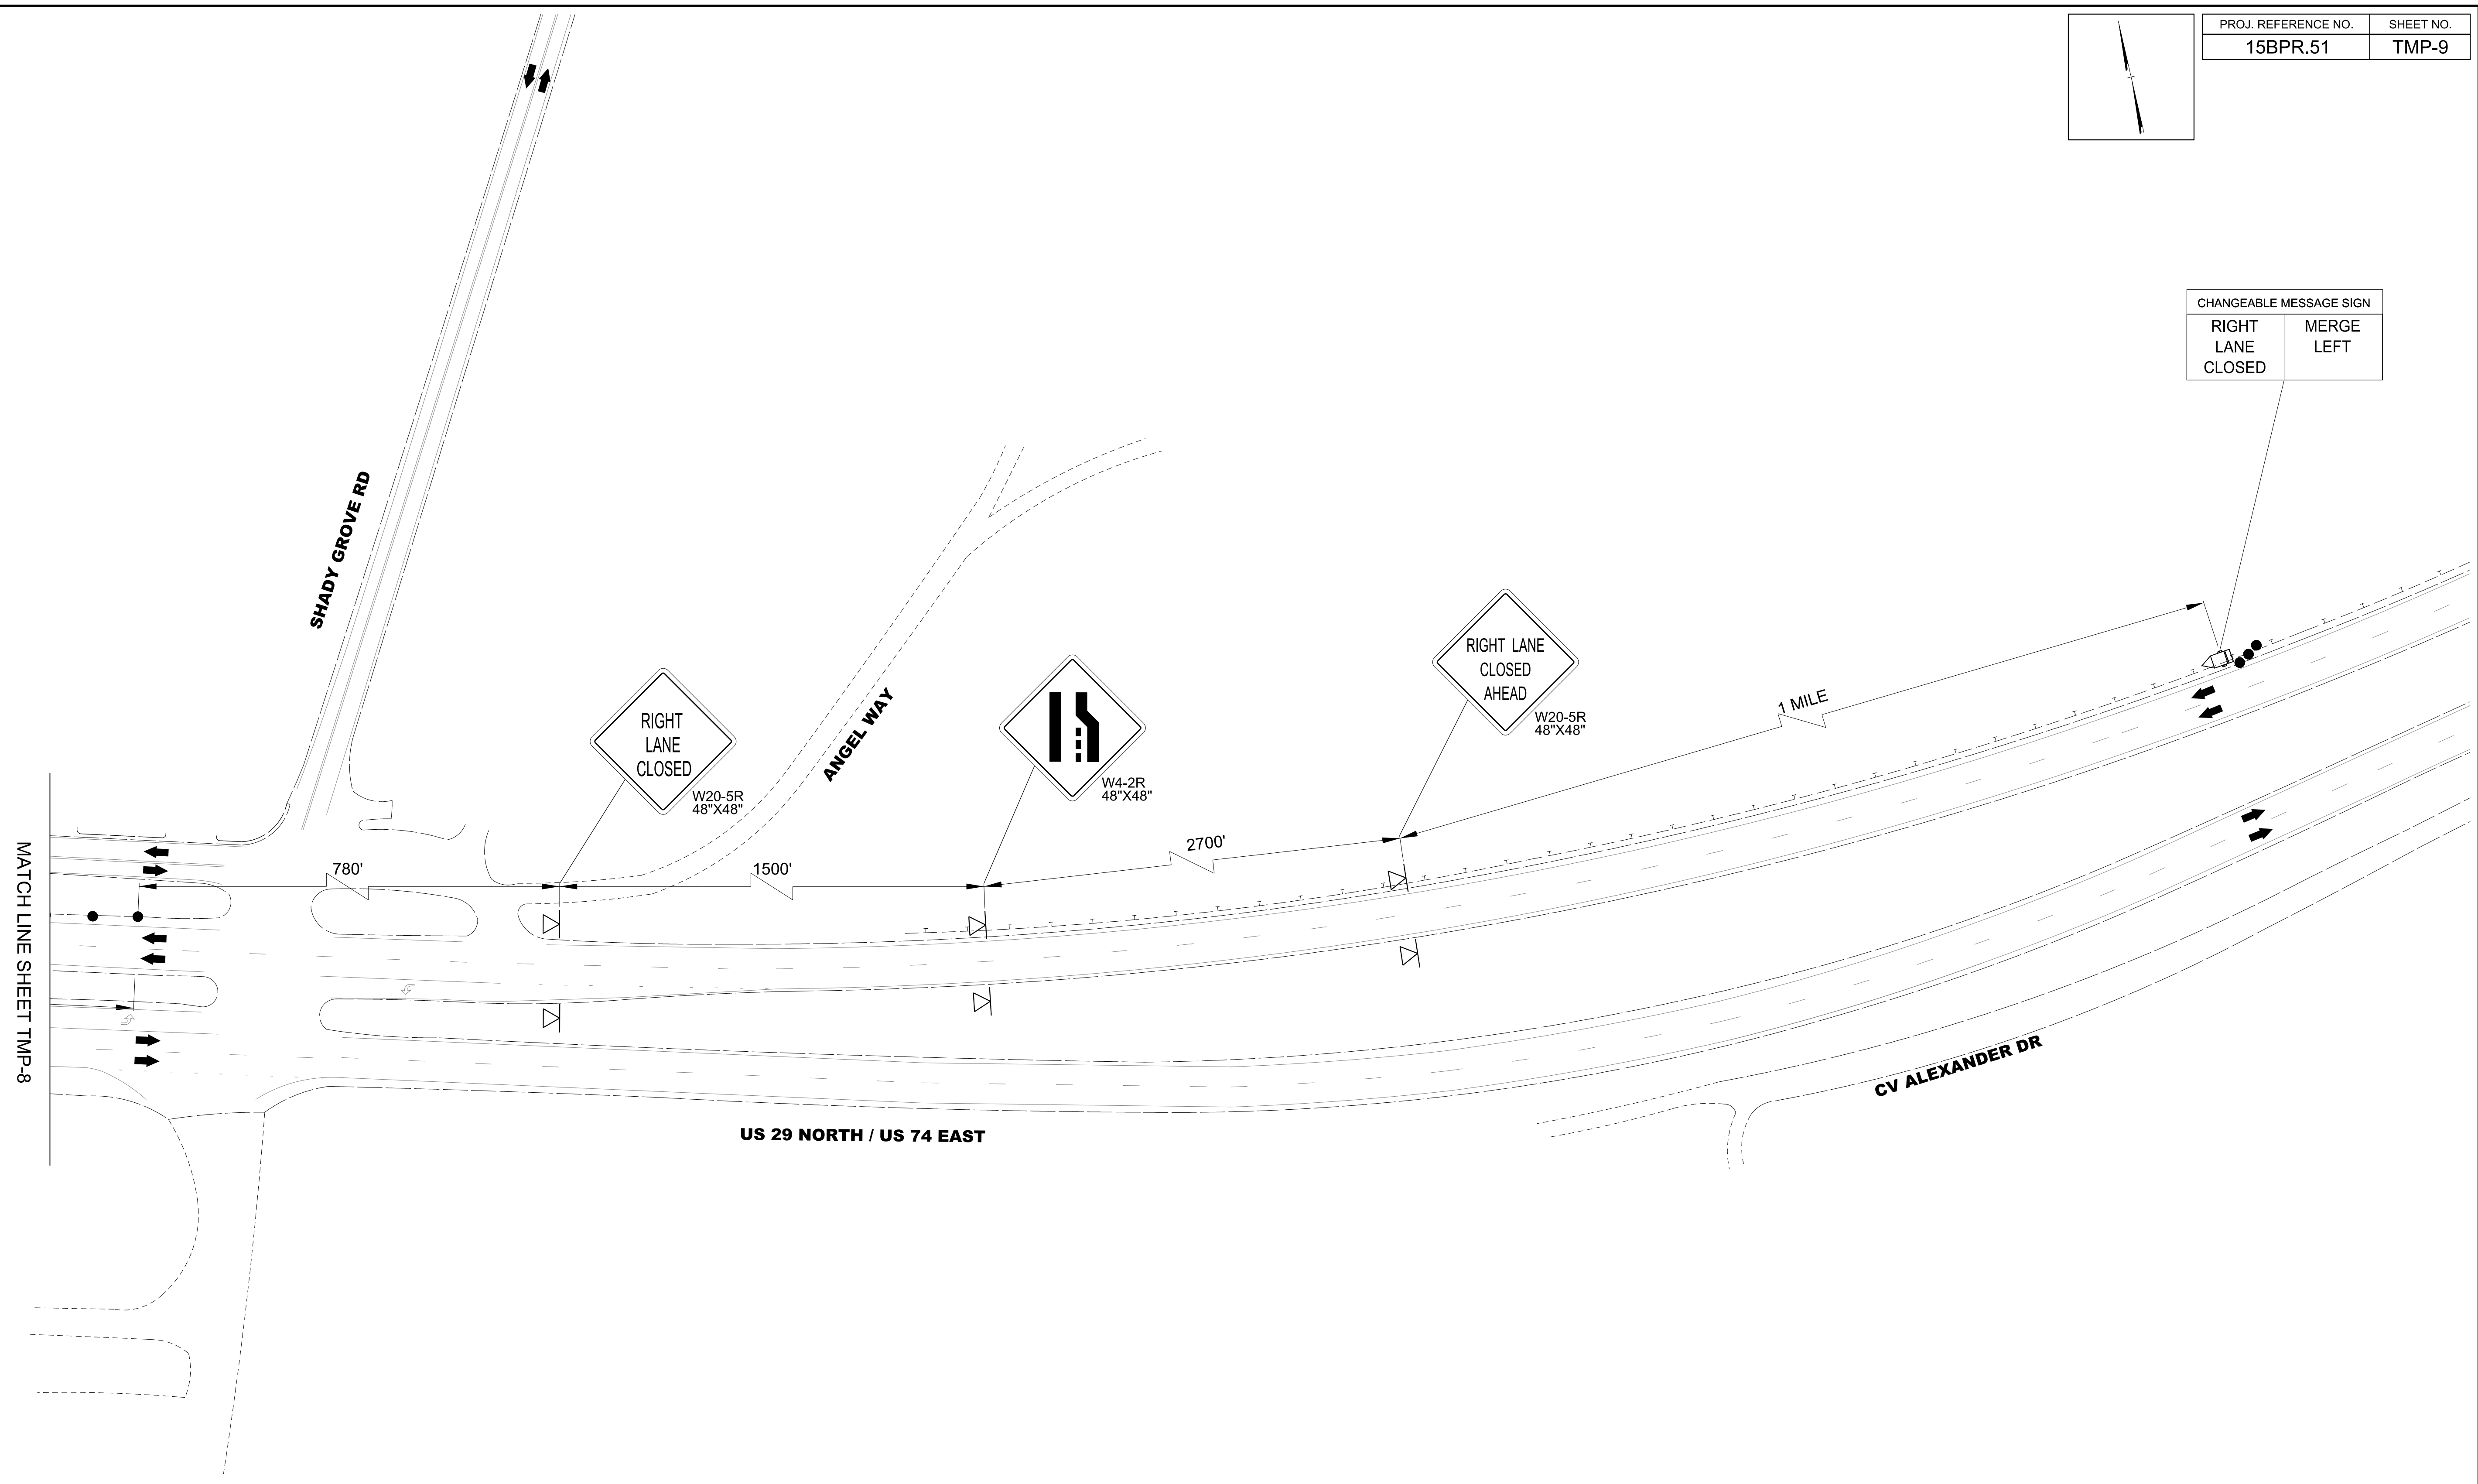 PROJ. REFERENCE NO.
SHEET NO.
15BPR.51
TMP-9
CHANGEABLE MESSAGE SIGN
RIGHT
LANE
CLOSED
MERGE
LEFT
SHADY GROVE RD
ANGEL WAY
RIGHT
LANE
CLOSED
W20-5R
48"X48"
W4-2R
48"X48"
RIGHT LANE
CLOSED
AHEAD
W20-5R
48"X48"
1 MILE
2700'
1500'
780'
MATCH LINE SHEET TMP-8
US 29 NORTH / US 74 EAST
CV ALEXANDER DR